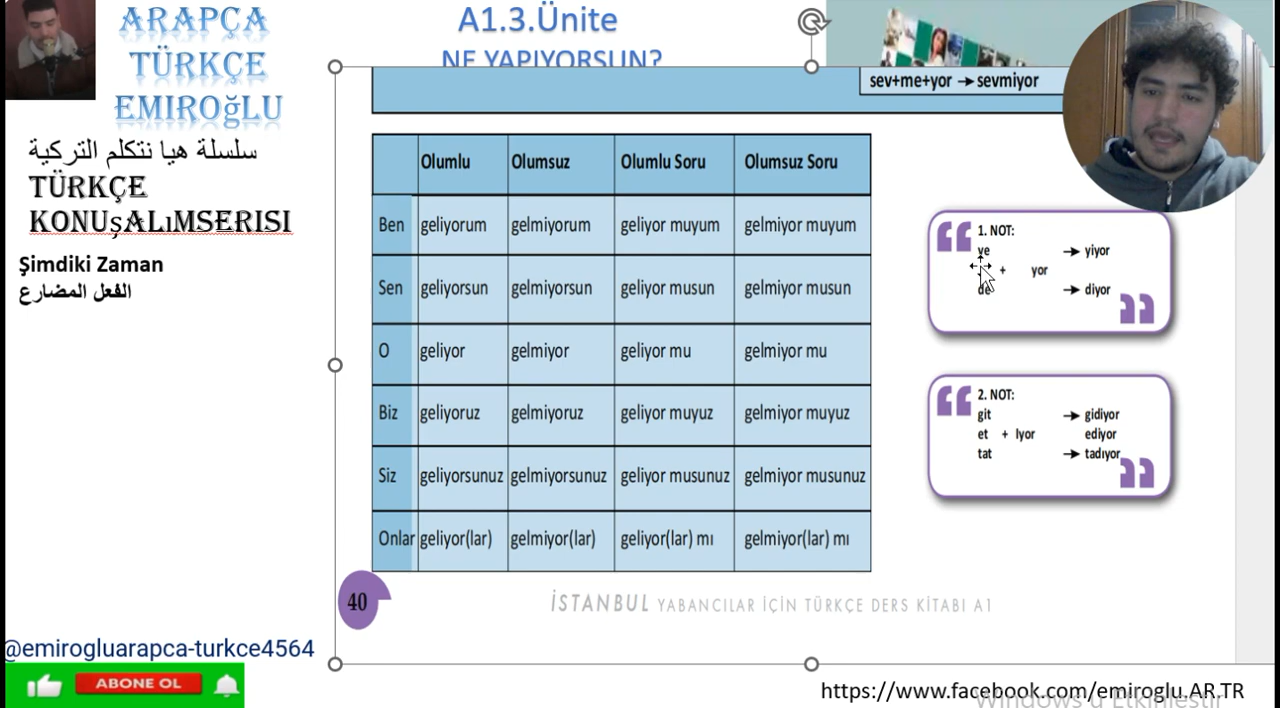 ARAPÇA
TÜRKÇE
EMIROğLU
سلسلة هيا نتكلم التركية
TÜRKÇE
KONUşALıMSERISI
Şimdiki Zaman
الفعل المضارع
A1.3.Ünite
NE YAPIYORSUN?
sev+me+yor → sevmiyor
Olumlu Olumsuz Olumlu Soru Olumsuz Soru
Ben geliyorum gelmiyorum geliyor muyum gelmiyor muyum
Sen geliyorsun gelmiyorsun geliyor musun gelmiyor musun
O geliyor gelmiyor geliyor mu gelmiyor mu
Biz geliyoruz gelmiyoruz geliyor muyuz gelmiyor muyuz
Siz geliyorsunuz gelmiyorsunuz geliyor musunuz gelmiyor musunuz
Onlar geliyor(lar) gelmiyor(lar) geliyor(lar) mı gelmiyor(lar) mı
1. NOT:
ye → yiyor
+ yor
de → diyor
2. NOT:
git → gidiyor
et + Iyor ediyor
tat → tadıyor
40
İSTANBUL YABANCILAR İÇİN TÜRKÇE DERS KİTABI A1
@emirogluarapca-turkce4564
ABONE OL
https://www.facebook.com/emiroglu.AR.TR
Windows'u Etkinleştir